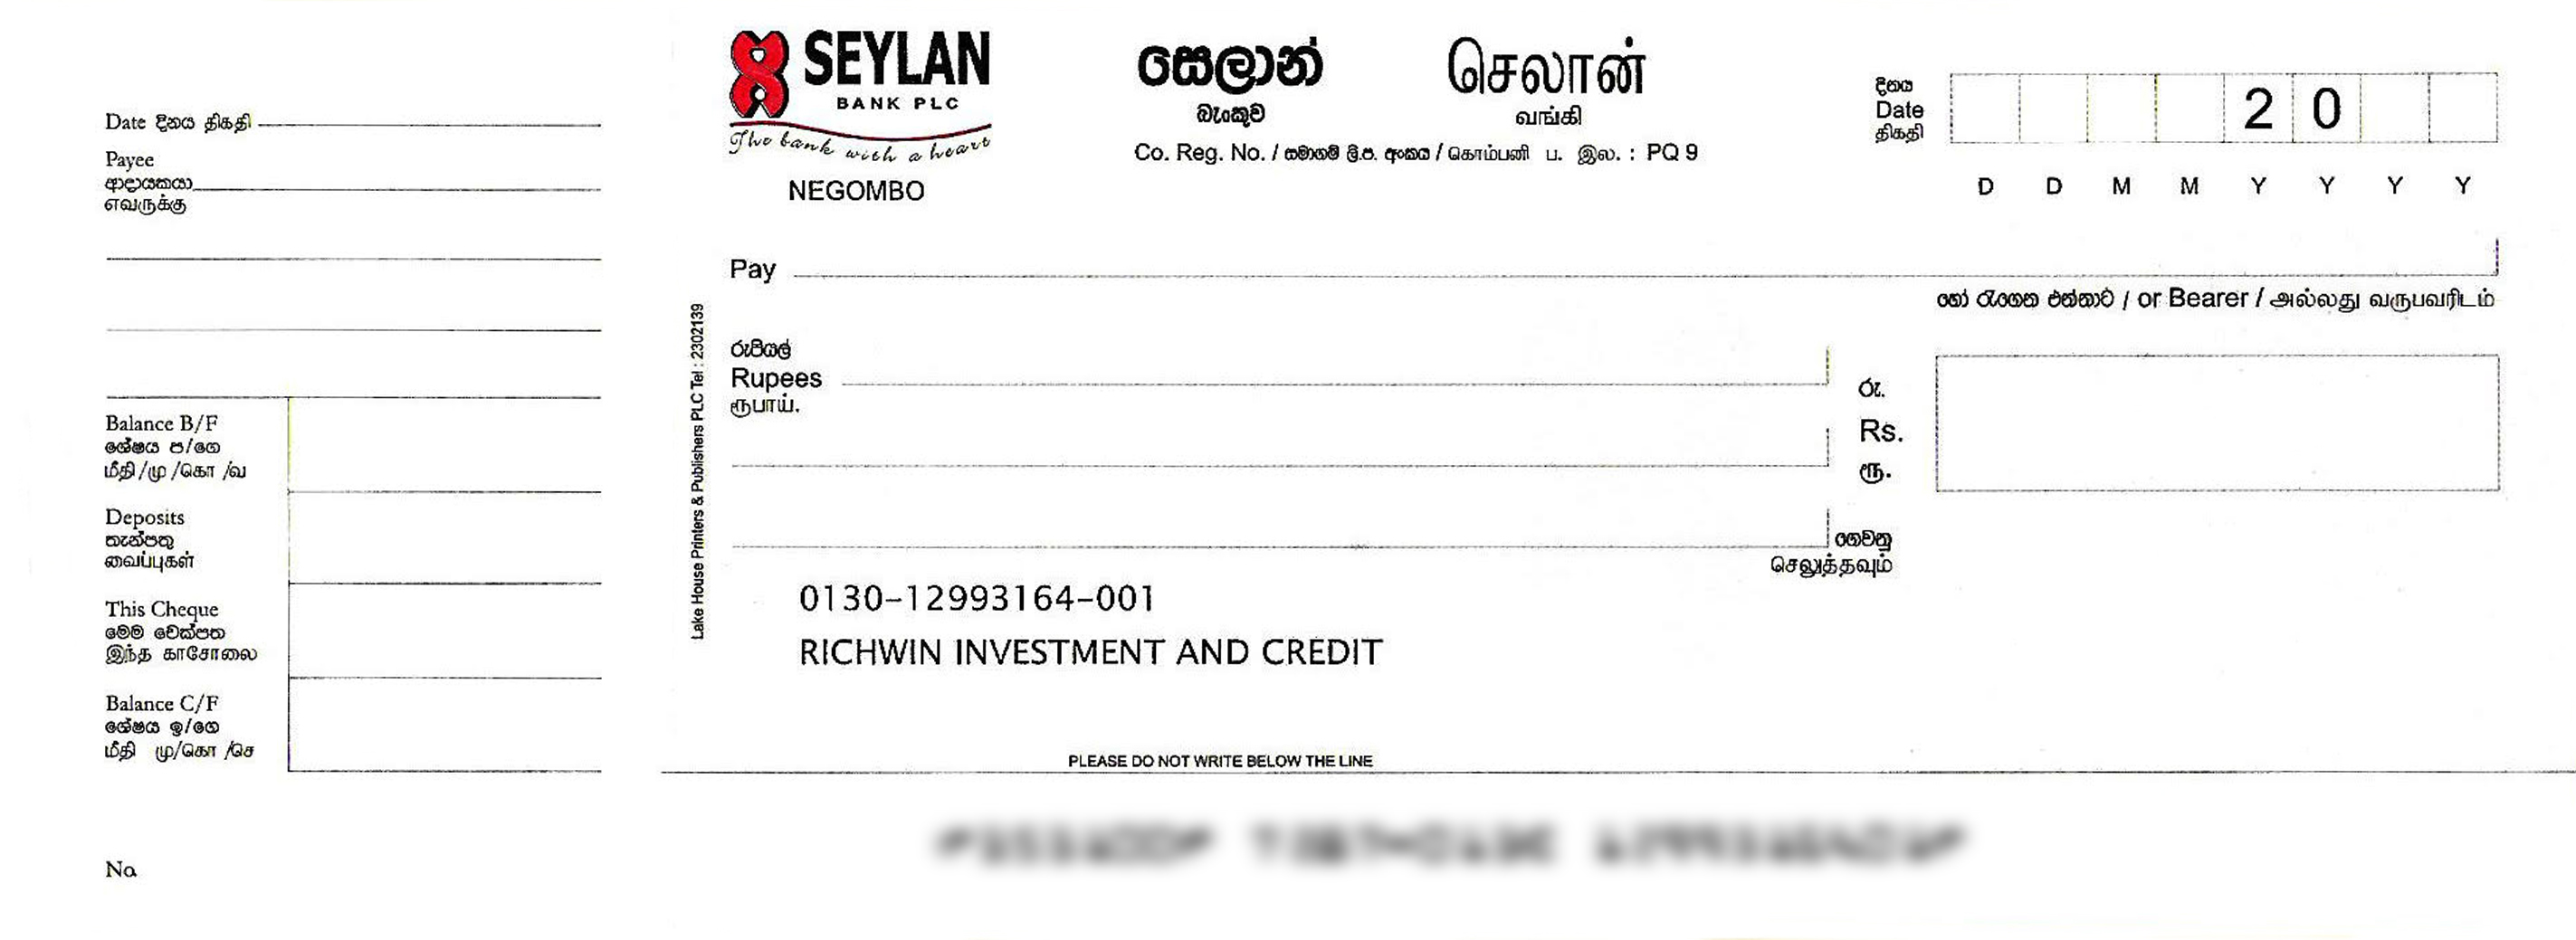 Date දිනය திகதி
Payee
ආදායකයා
எவருக்கு
Balance B/F
ශේෂය ප/ගෙ
மீதி/மு /கொ /வ
Deposits
තැන්පතු
வைப்புகள்
This Cheque
මෙම චෙක්පත
இந்த காசோலை
Balance C/F
ශේෂය ඉ/ගෙ
மீதி மு/கொ /செ
No.
SEYLAN
BANK PLC
The bank with a heart
NEGOMBO
සෙලාන්
බැංකුව
செலான்
வங்கி
Co. Reg. No. / සමාගම් ලි.ප. අංකය / கொம்பனி ப. இல. : PQ 9
දිනය
Date
திகதி
2 0
D D M M Y Y Y Y
Pay
හෝ රැගෙන එන්නාට / or Bearer / அல்லது வருபவரிடம்
රුපියල්
Rupees
ரூபாய்.
රු.
Rs.
ரூ.
ගෙවනු
செலுத்தவும்
Lake House Printers & Publishers PLC Tel : 2302139
0130-12993164-001
RICHWIN INVESTMENT AND CREDIT
PLEASE DO NOT WRITE BELOW THE LINE